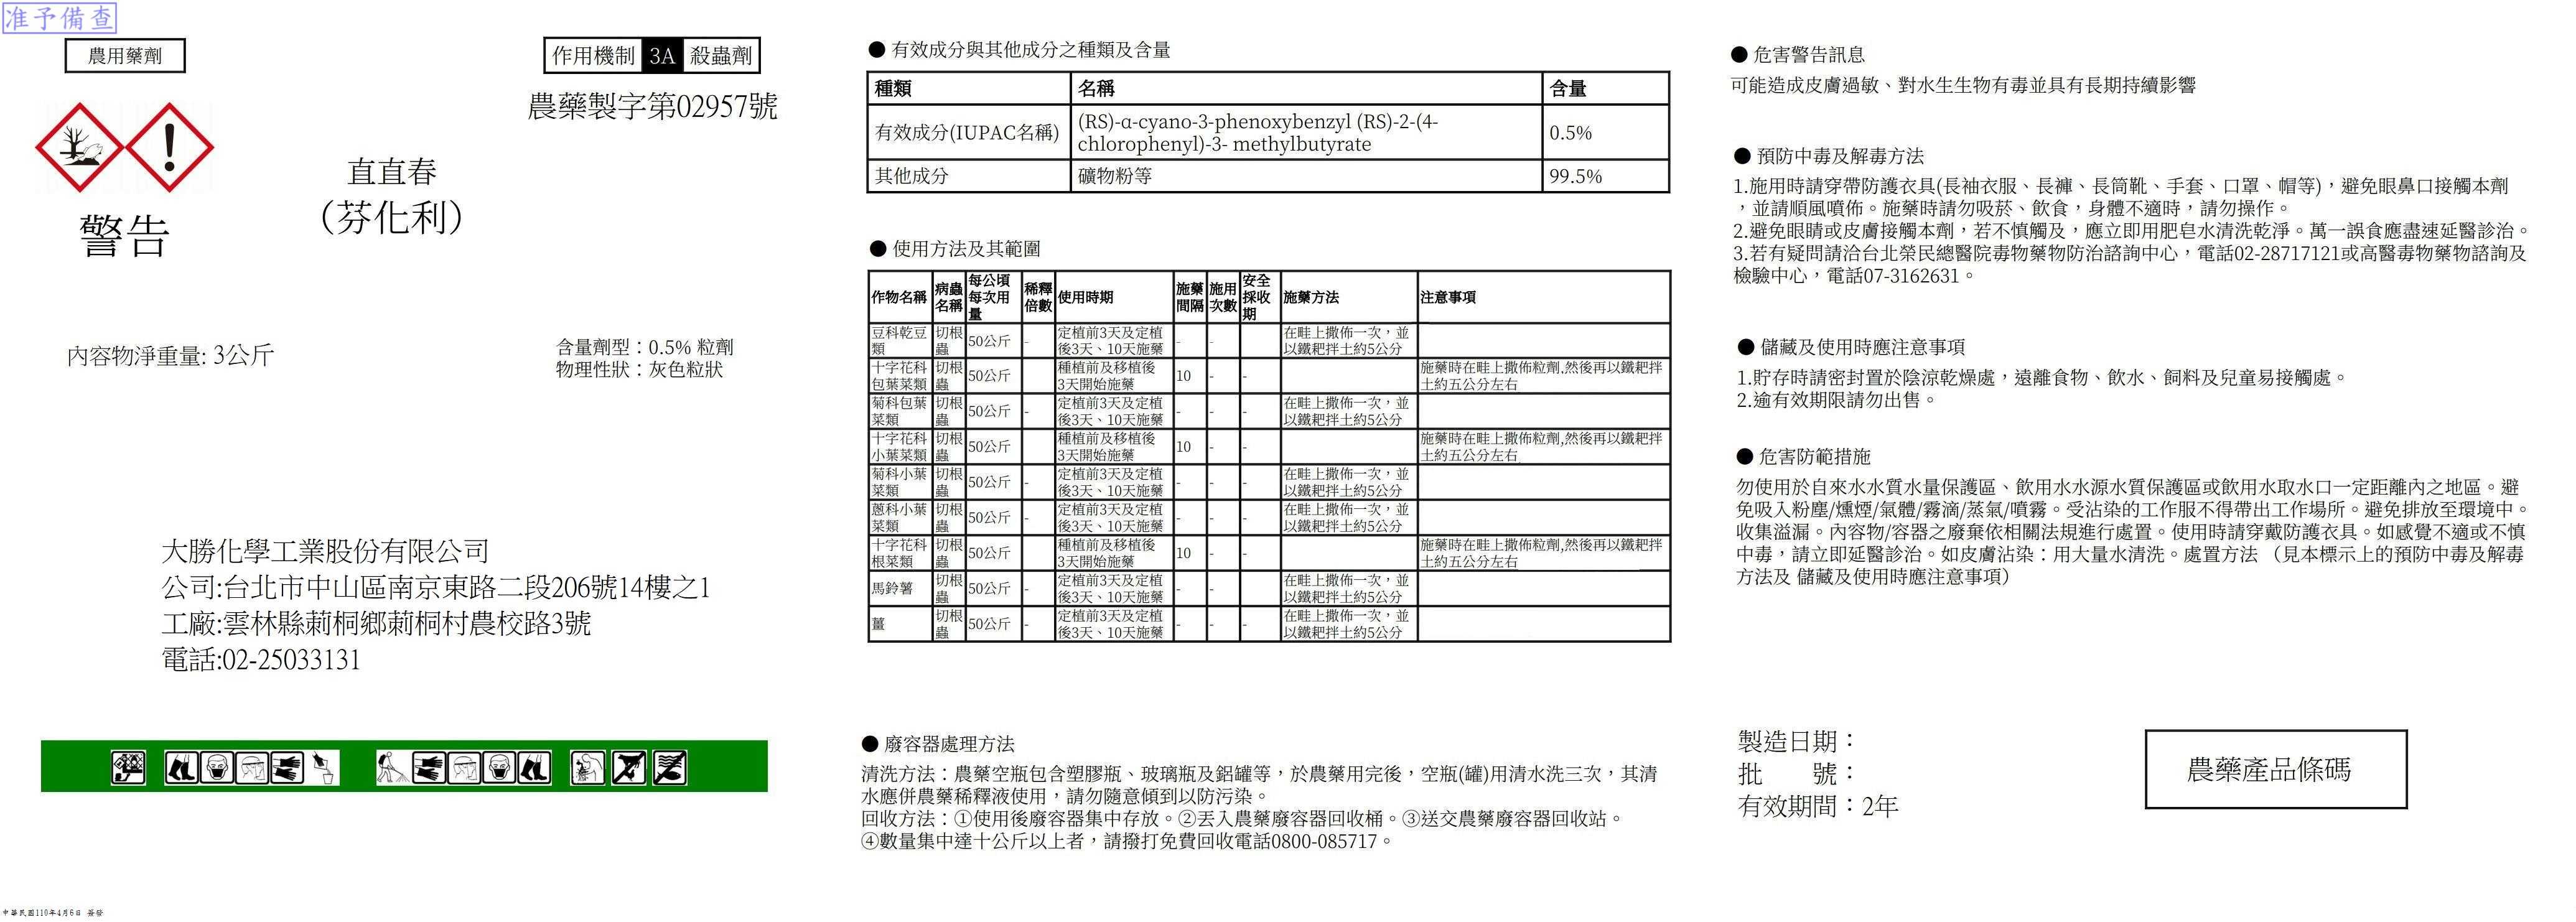 准予備查
農用藥劑
作用機制 3A 殺蟲劑
農藥製字第02957號
直直春
（芬化利）
警告
內容物淨重量: 3公斤
含量劑型：0.5% 粒劑
物理性狀：灰色粒狀
大勝化學工業股份有限公司
公司:台北市中山區南京東路二段206號14樓之1
工廠:雲林縣莿桐鄉莿桐村農校路3號
電話:02-25033131
中華民國110年4月6日 簽發
● 有效成分與其他成分之種類及含量
種類 名稱 含量
有效成分(IUPAC名稱) (RS)-α-cyano-3-phenoxybenzyl (RS)-2-(4-
chlorophenyl)-3- methylbutyrate 0.5%
其他成分 礦物粉等 99.5%
● 使用方法及其範圍
作物名稱 病蟲名稱 每公頃每次用量 稀釋倍數 使用時期 施藥間隔 施用次數 安全採收期 施藥方法 注意事項
豆科乾豆類 切根蟲 50公斤 - 定植前3天及定植後3天、10天施藥 - - 在畦上撒佈一次，並以鐵耙拌土約5公分
十字花科包葉菜類 切根蟲 50公斤 種植前及移植後3天開始施藥 10 - - 施藥時在畦上撒佈粒劑,然後再以鐵耙拌土約五公分左右
菊科包葉菜類 切根蟲 50公斤 - 定植前3天及定植後3天、10天施藥 - - - 在畦上撒佈一次，並以鐵耙拌土約5公分
十字花科小葉菜類 切根蟲 50公斤 種植前及移植後3天開始施藥 10 - - 施藥時在畦上撒佈粒劑,然後再以鐵耙拌土約五公分左右
菊科小葉菜類 切根蟲 50公斤 - 定植前3天及定植後3天、10天施藥 - - - 在畦上撒佈一次，並以鐵耙拌土約5公分
蔥科小葉菜類 切根蟲 50公斤 - 定植前3天及定植後3天、10天施藥 - - - 在畦上撒佈一次，並以鐵耙拌土約5公分
十字花科根菜類 切根蟲 50公斤 種植前及移植後3天開始施藥 10 - - 施藥時在畦上撒佈粒劑,然後再以鐵耙拌土約五公分左右
馬鈴薯 切根蟲 50公斤 - 定植前3天及定植後3天、10天施藥 - - 在畦上撒佈一次，並以鐵耙拌土約5公分
薑 切根蟲 50公斤 - 定植前3天及定植後3天、10天施藥 - - - 在畦上撒佈一次，並以鐵耙拌土約5公分
● 廢容器處理方法
清洗方法：農藥空瓶包含塑膠瓶、玻璃瓶及鋁罐等，於農藥用完後，空瓶(罐)用清水洗三次，其清
水應併農藥稀釋液使用，請勿隨意傾到以防污染。
回收方法：①使用後廢容器集中存放。②丟入農藥廢容器回收桶。③送交農藥廢容器回收站。
④數量集中達十公斤以上者，請撥打免費回收電話0800-085717。
● 危害警告訊息
可能造成皮膚過敏、對水生生物有毒並具有長期持續影響
● 預防中毒及解毒方法
1.施用時請穿帶防護衣具(長袖衣服、長褲、長筒靴、手套、口罩、帽等)，避免眼鼻口接觸本劑
，並請順風噴佈。施藥時請勿吸菸、飲食，身體不適時，請勿操作。
2.避免眼睛或皮膚接觸本劑，若不慎觸及，應立即用肥皂水清洗乾淨。萬一誤食應盡速延醫診治。
3.若有疑問請洽台北榮民總醫院毒物藥物防治諮詢中心，電話02-28717121或高醫毒物藥物諮詢及
檢驗中心，電話07-3162631。
● 儲藏及使用時應注意事項
1.貯存時請密封置於陰涼乾燥處，遠離食物、飲水、飼料及兒童易接觸處。
2.逾有效期限請勿出售。
● 危害防範措施
勿使用於自來水水質水量保護區、飲用水水源水質保護區或飲用水取水口一定距離內之地區。避
免吸入粉塵/燻煙/氣體/霧滴/蒸氣/噴霧。受沾染的工作服不得帶出工作場所。避免排放至環境中。
收集溢漏。內容物/容器之廢棄依相關法規進行處置。使用時請穿戴防護衣具。如感覺不適或不慎
中毒，請立即延醫診治。如皮膚沾染：用大量水清洗。處置方法 （見本標示上的預防中毒及解毒
方法及 儲藏及使用時應注意事項）
製造日期：
批　　號：
有效期間：2年
農藥產品條碼